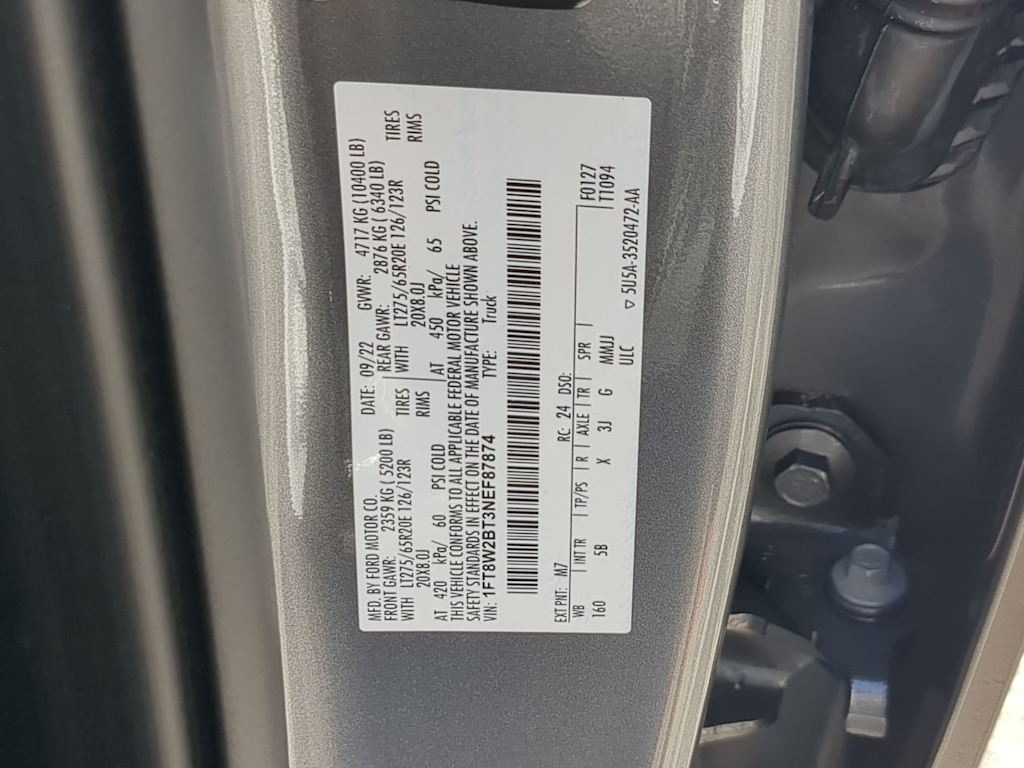 MFD. BY FORD MOTOR CO. DATE: 09/22 GVWR: 4717 KG (10400 LB)
FRONT GAWR: 2359 KG ( 5200 LB) REAR GAWR: 2876 KG ( 6340 LB)
WITH LT275/65R20E 126/123R TIRES WITH LT275/65R20E 126/123R TIRES
20X8.0J RIMS 20X8.0J RIMS
AT 420 kPa/ 60 PSI COLD AT 450 kPa/ 65 PSI COLD
THIS VEHICLE CONFORMS TO ALL APPLICABLE FEDERAL MOTOR VEHICLE
SAFETY STANDARDS IN EFFECT ON THE DATE OF MANUFACTURE SHOWN ABOVE.
VIN: 1FT8W2BT3NEF87874 TYPE: Truck
EXT PNT: M7 RC: 24 DSO: F0127
WB INT TR TP/PS R AXLE TR SPR TT1094
160 5B X 3J G MMUJ
ULC ▽ 5U5A-3520472-AA